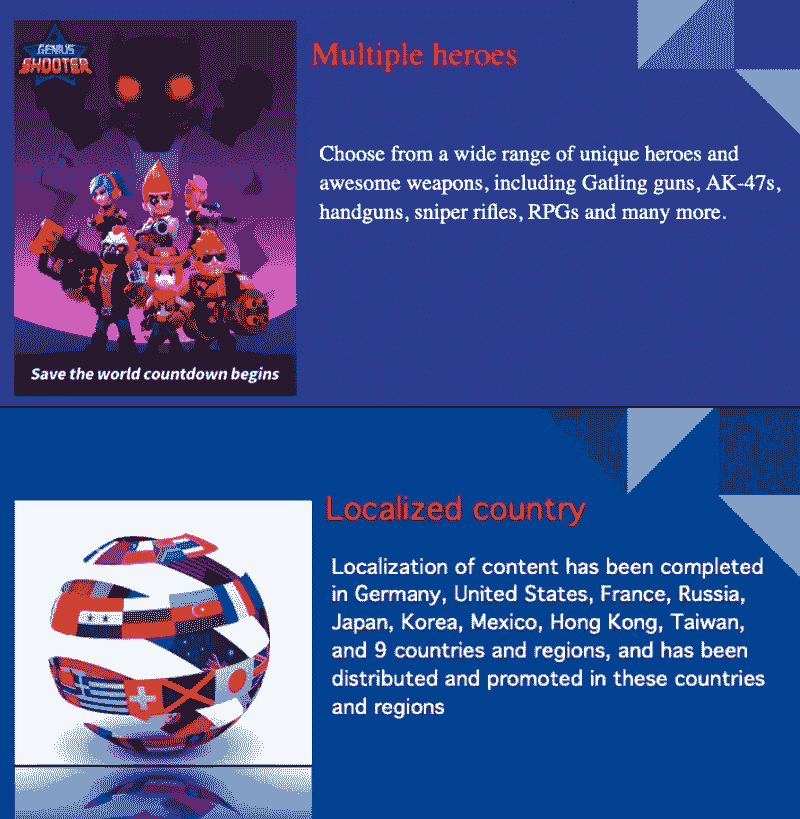 GENIUS
SHOOTER
Multiple heroes
Choose from a wide range of unique heroes and
awesome weapons, including Gatling guns, AK-47s,
handguns, sniper rifles, RPGs and many more.
Save the world countdown begins
Localized country
Localization of content has been completed
in Germany, United States, France, Russia,
Japan, Korea, Mexico, Hong Kong, Taiwan,
and 9 countries and regions, and has been
distributed and promoted in these countries
and regions